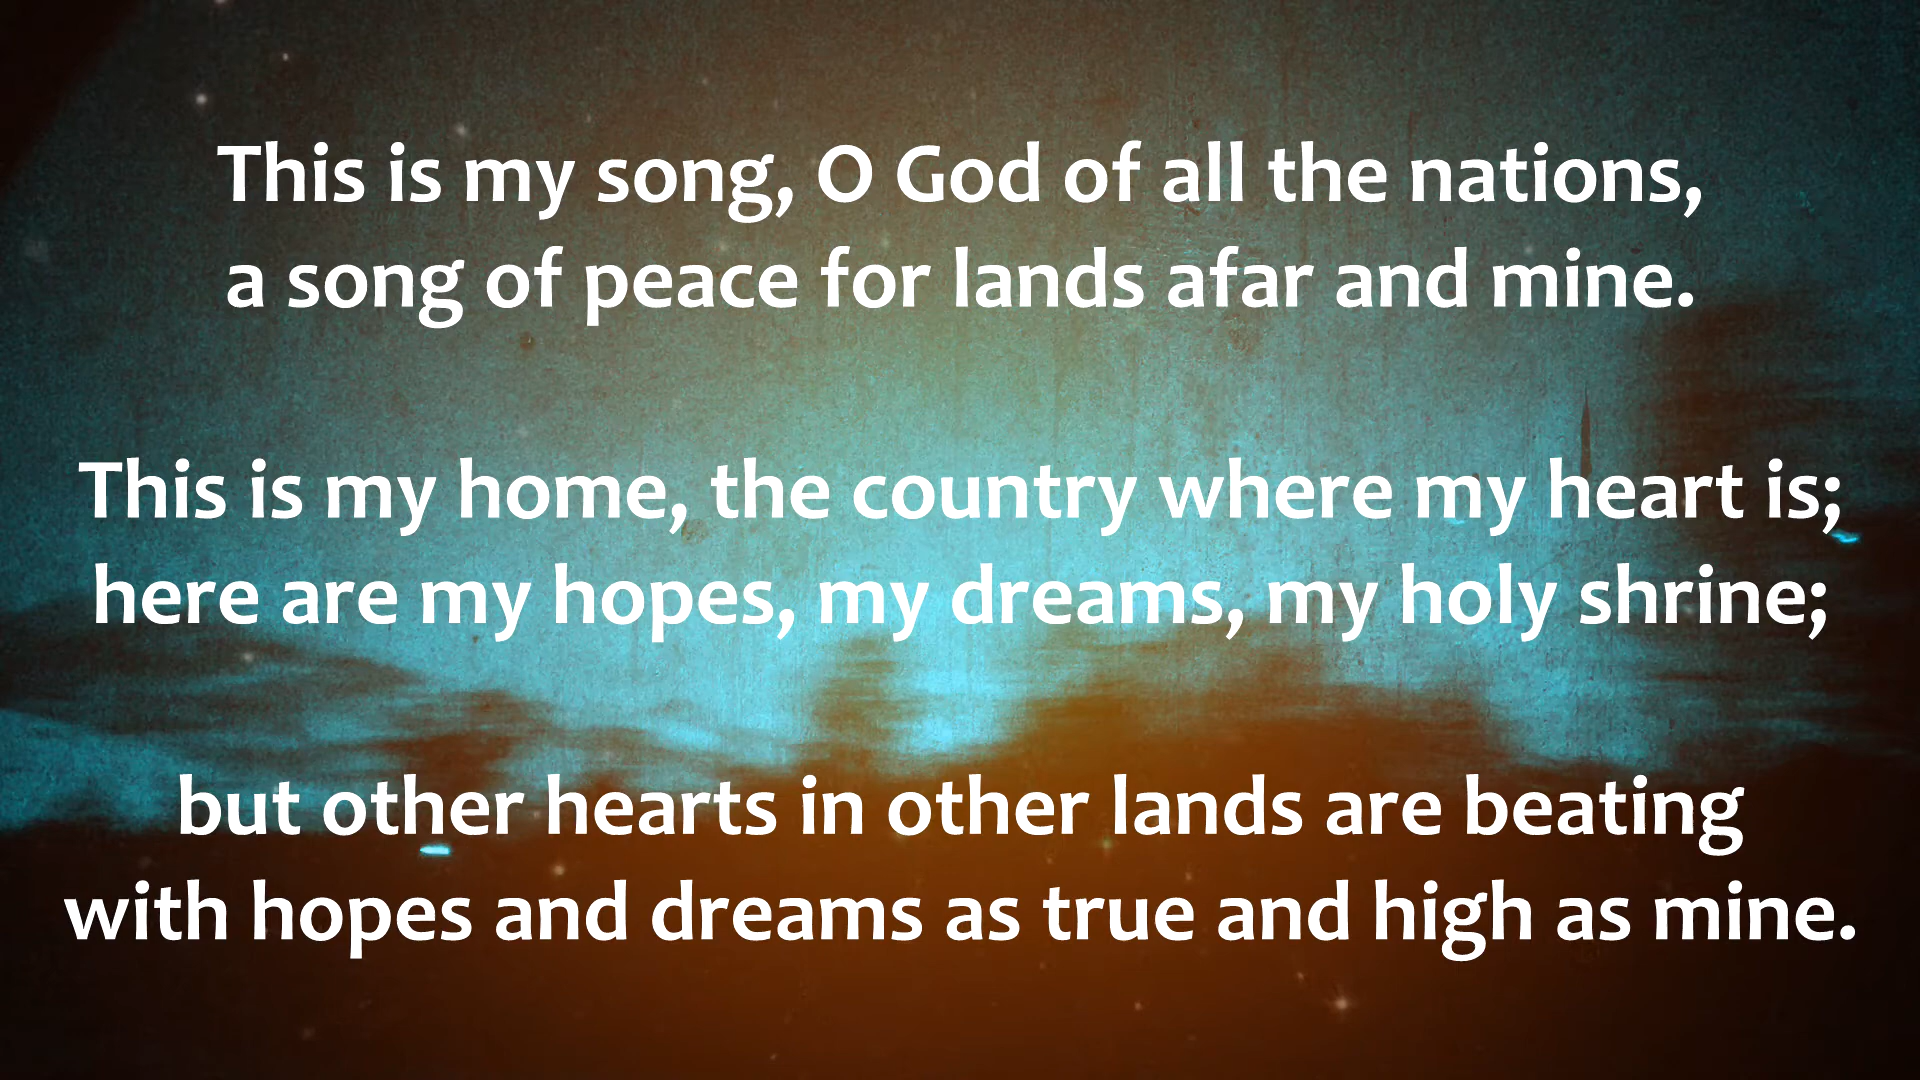 This is my song, O God of all the nations,
a song of peace for lands afar and mine.
This is my home, the country where my heart is;
here are my hopes, my dreams, my holy shrine;
but other hearts in other lands are beating
with hopes and dreams as true and high as mine.